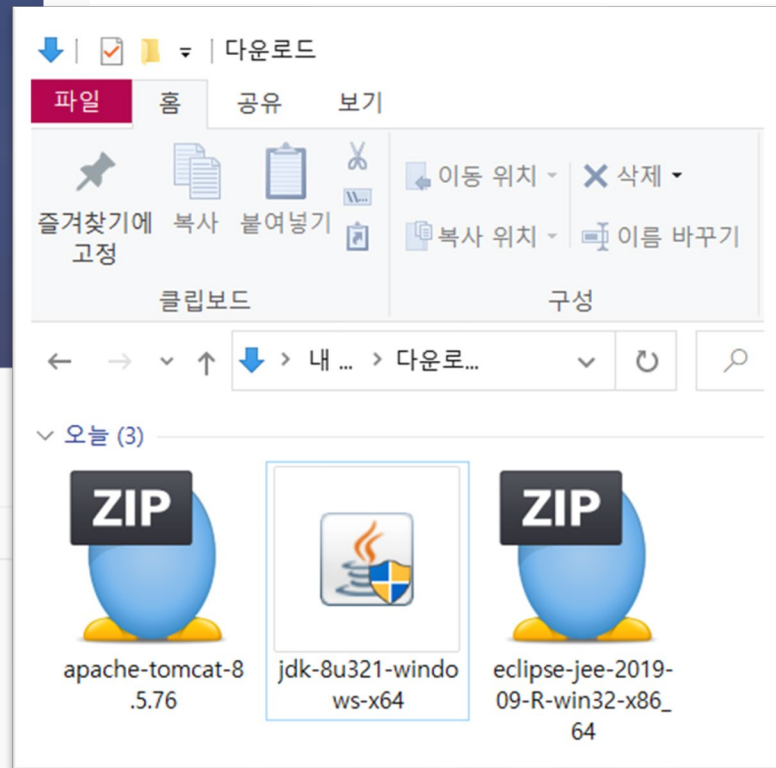 다운로드
파일 홈 공유 보기
즐겨찾기에
고정
복사
붙여넣기
이동 위치
삭제
복사 위치
이름 바꾸기
클립보드
구성
내 ...
다운로...
오늘 (3)
ZIP
ZIP
apache-tomcat-8
.5.76
jdk-8u321-windo
ws-x64
eclipse-jee-2019-
09-R-win32-x86_
64